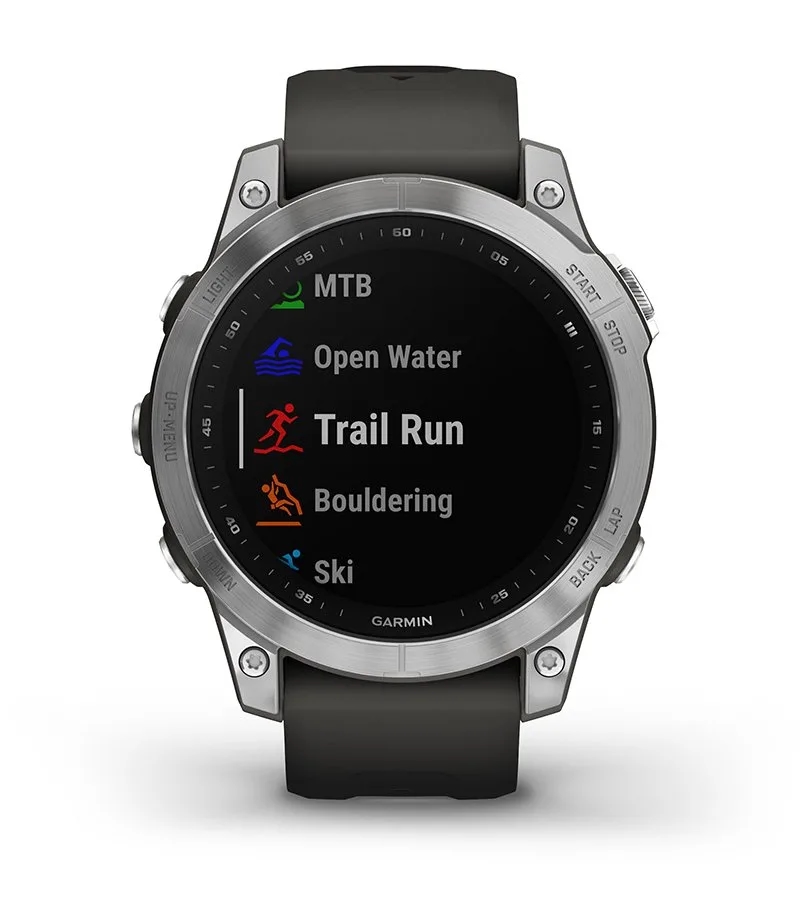 60
55
05
LIGHT
START
STOP
50
MTB
Open Water
UP·MENU
45
Trail Run
15
Bouldering
40
20
LAP
BACK
DOWN
Ski
35
25
GARMIN